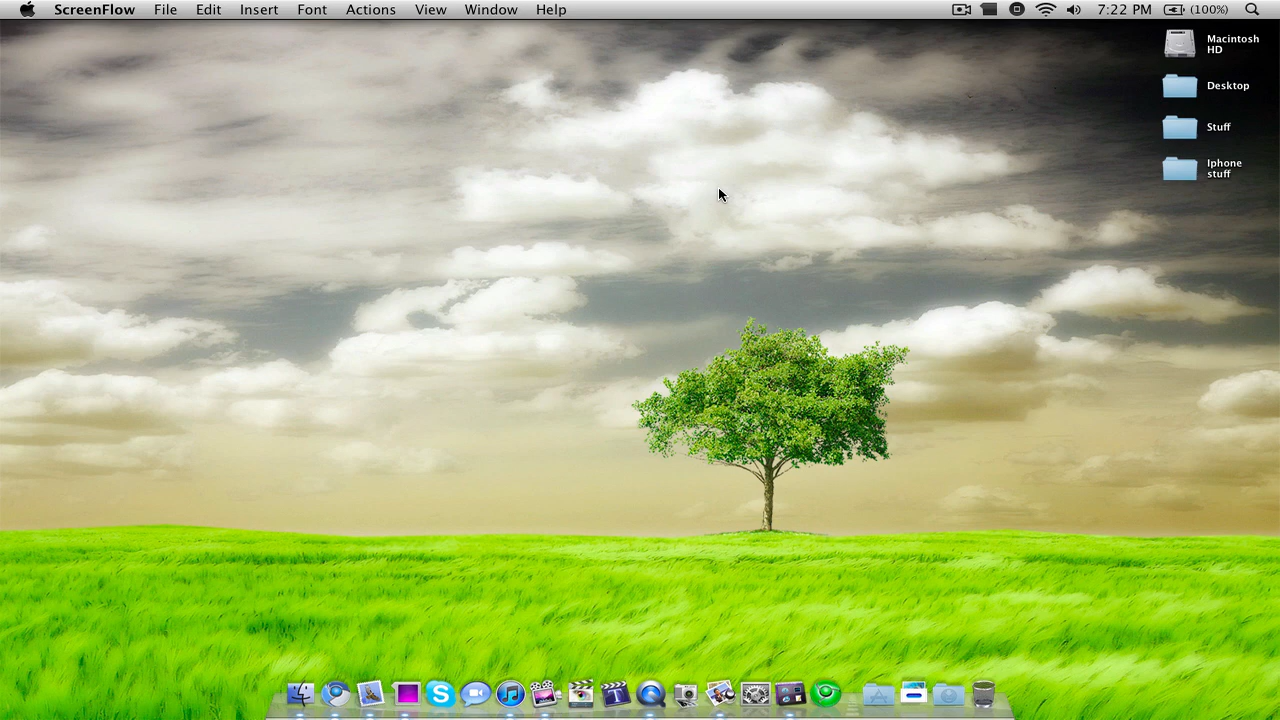 ScreenFlow File Edit Insert Font Actions View Window Help 7:22 PM (100%)
Macintosh
HD
Desktop
Stuff
Iphone
stuff